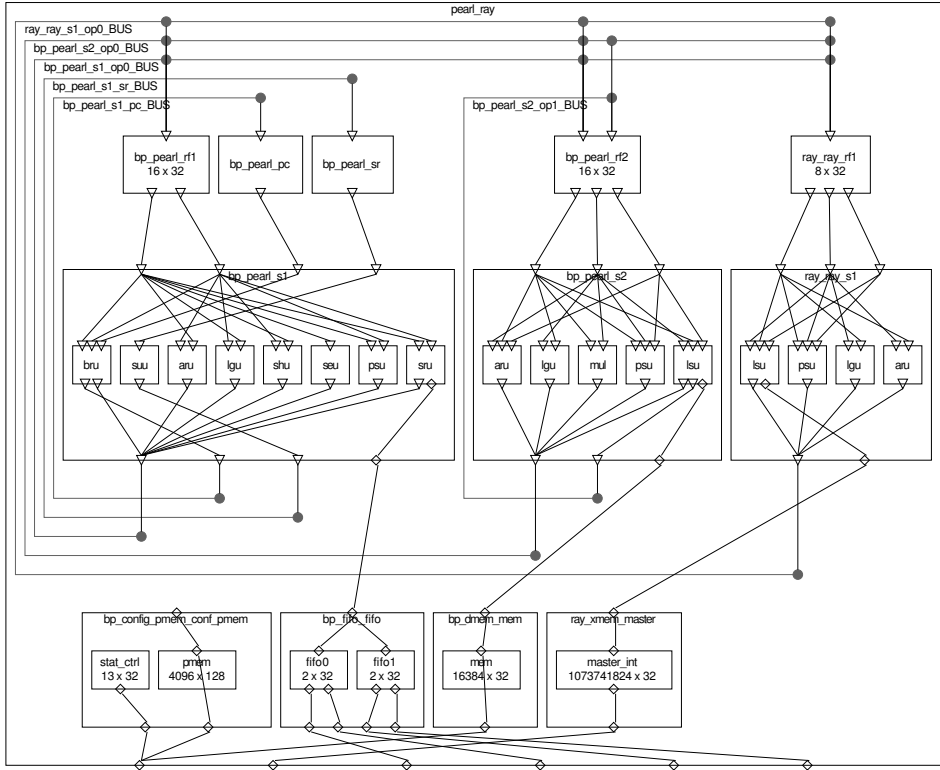 pearl_ray
ray_ray_s1_op0_BUS
bp_pearl_s2_op0_BUS
bp_pearl_s1_op0_BUS
bp_pearl_s1_sr_BUS
bp_pearl_s1_pc_BUS
bp_pearl_s2_op1_BUS
bp_pearl_rf1
16 x 32
bp_pearl_pc
bp_pearl_sr
bp_pearl_rf2
16 x 32
ray_ray_rf1
8 x 32
bp_pearl_s1
bp_pearl_s2
ray_ray_s1
bru suu aru lgu shu seu psu sru
aru lgu mul psu lsu
lsu psu lgu aru
bp_config_pmem_conf_pmem
bp_fifo_fifo
bp_dmem_mem
ray_xmem_master
stat_ctrl
13 x 32
pmem
4096 x 128
fifo0
2 x 32
fifo1
2 x 32
mem
16384 x 32
master_int
1073741824 x 32